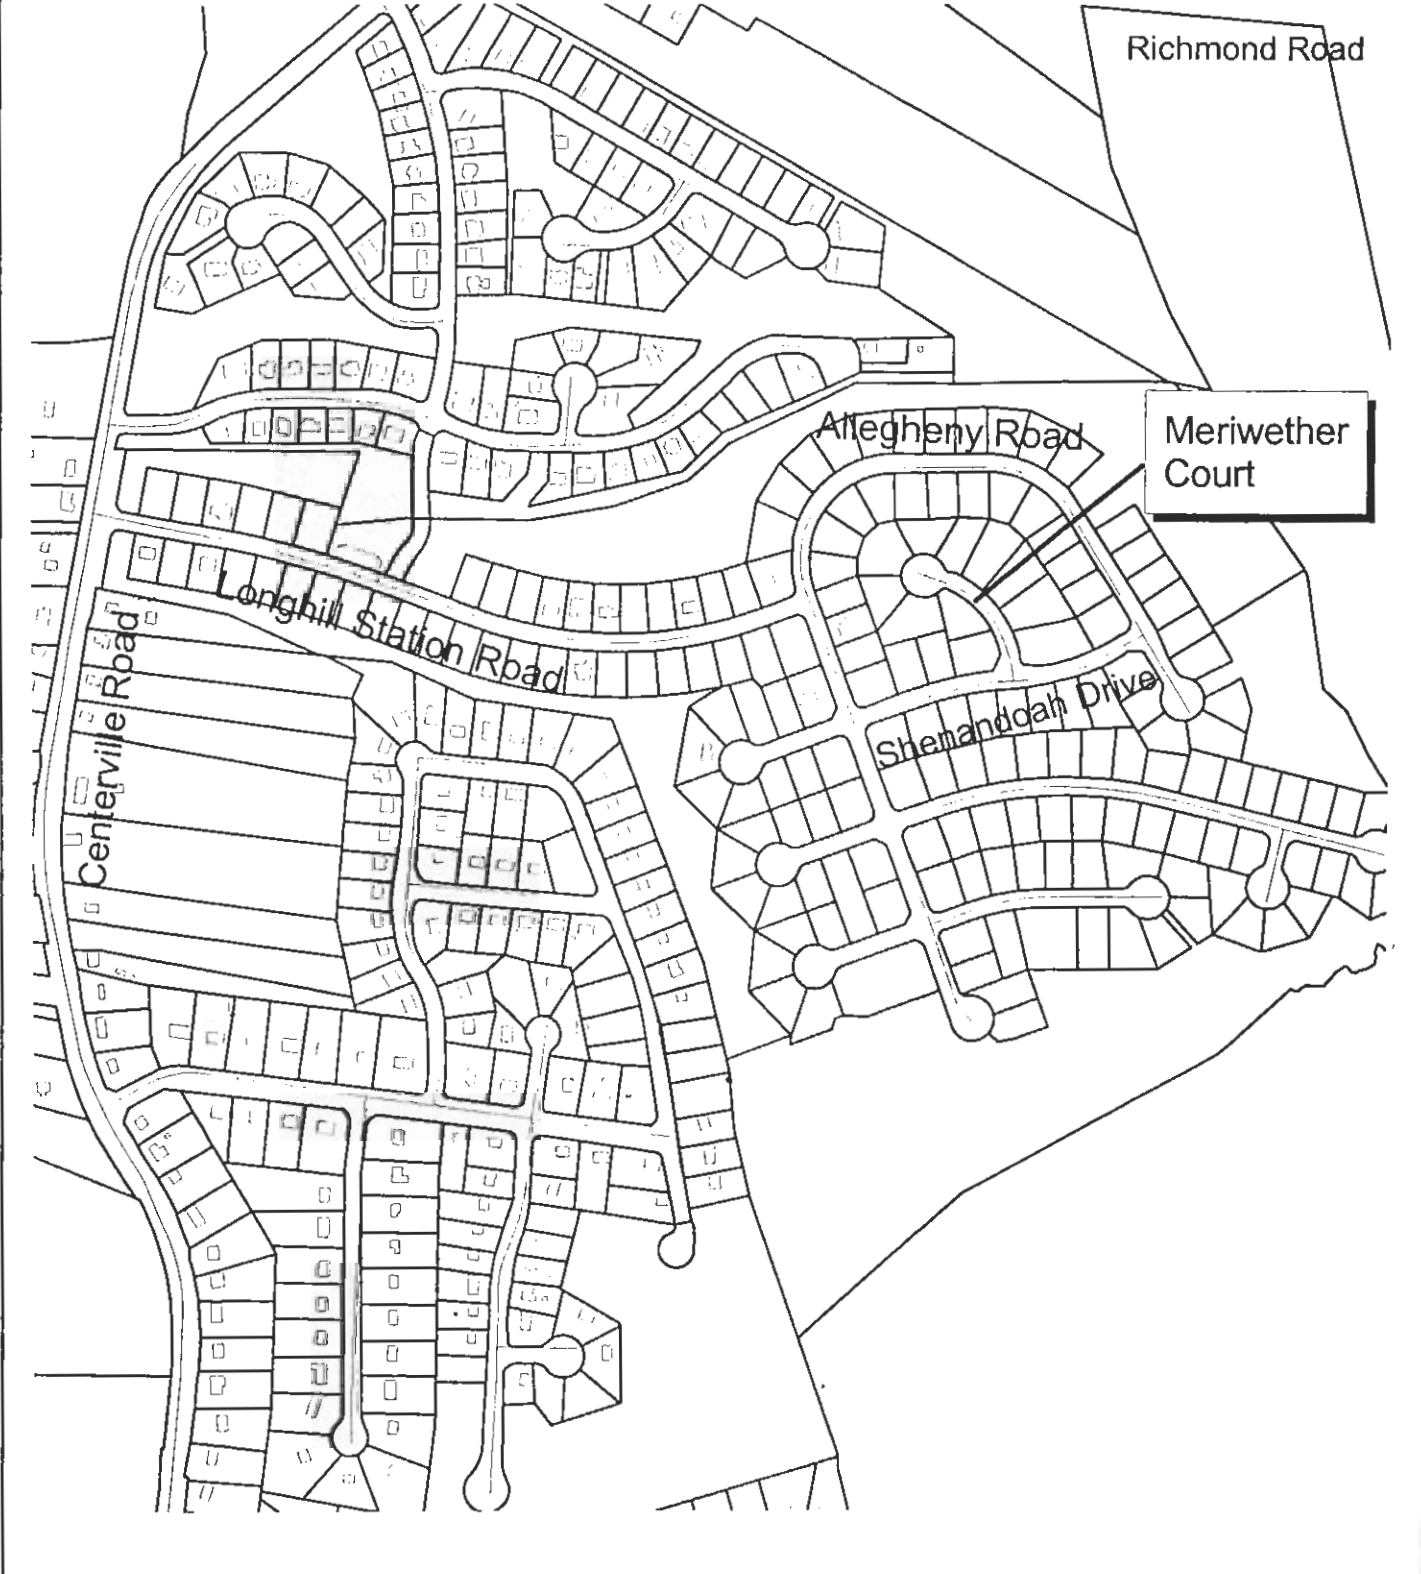 Richmond Road
Allegheny Road
Meriwether
Court
Longhill Station Road
Centerville Road
Shenandoah Drive